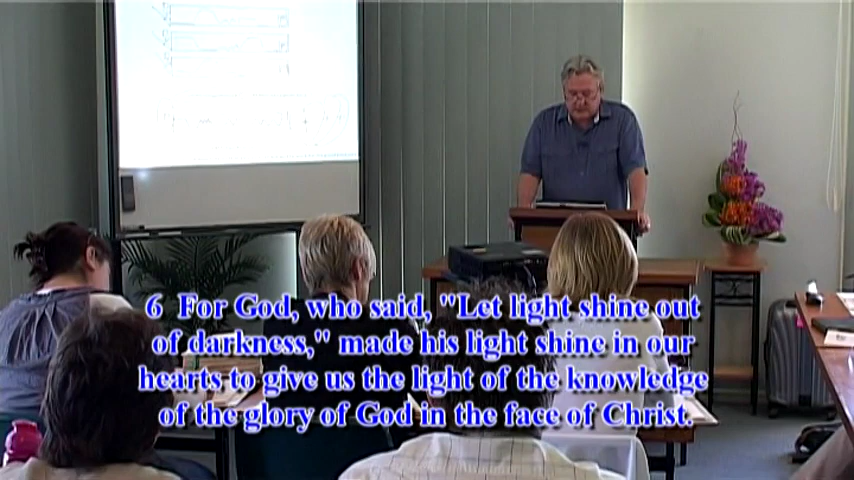 6 For God, who said, "Let light shine out
of darkness," made his light shine in our
hearts to give us the light of the knowledge
of the glory of God in the face of Christ.